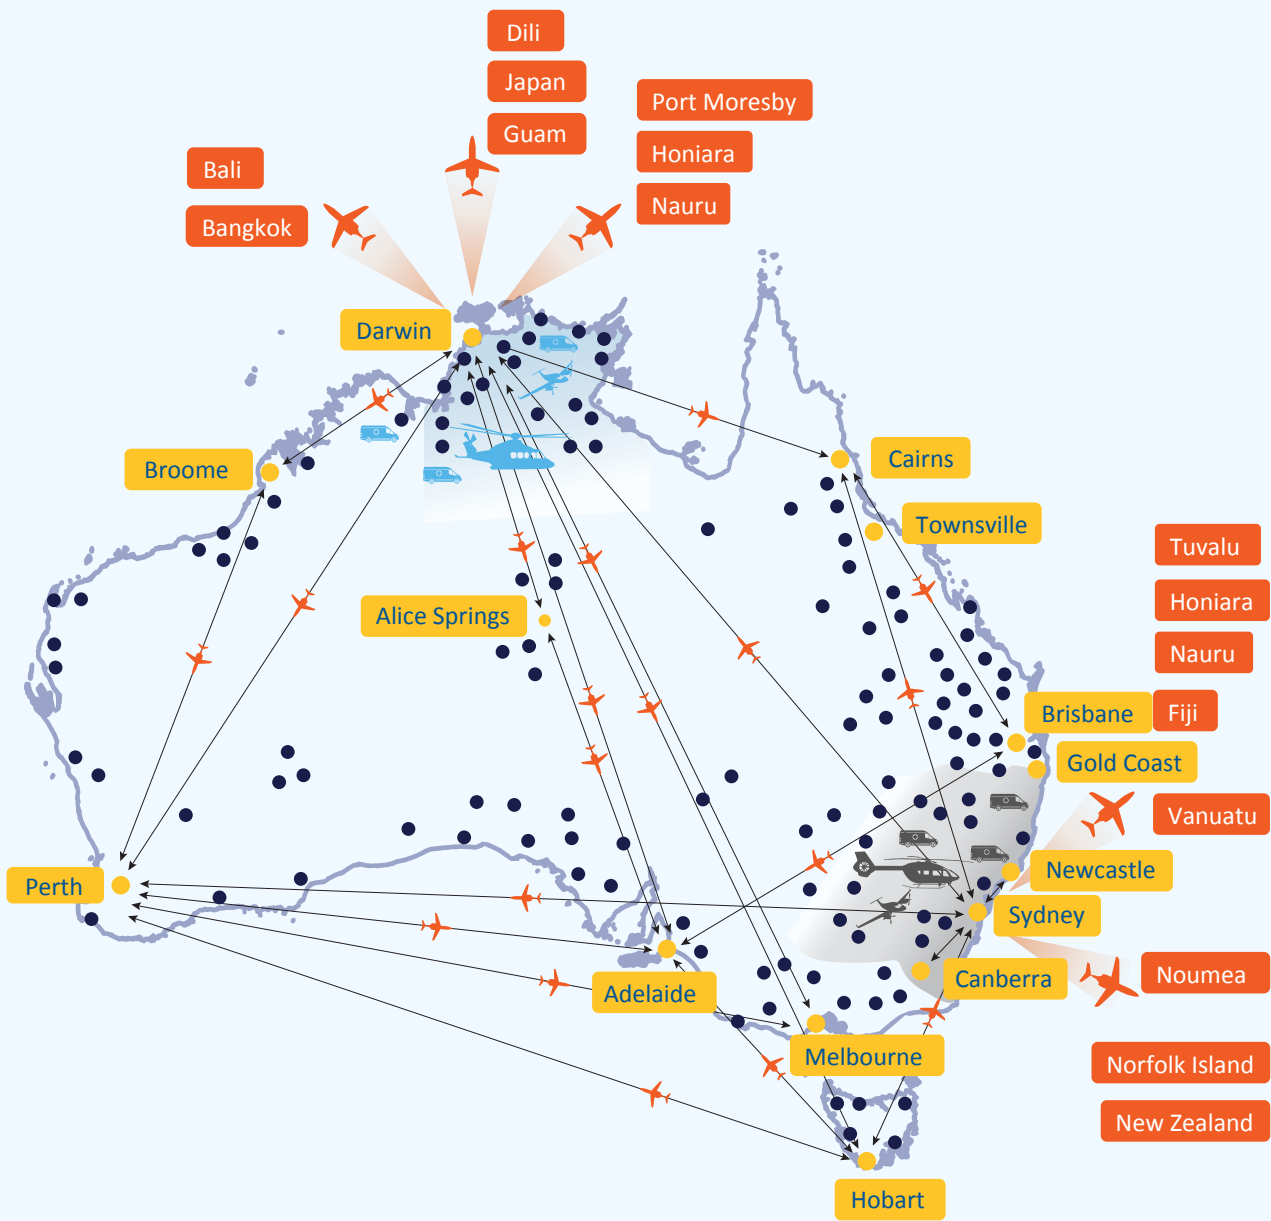 Dili
Japan
Guam
Port Moresby
Honiara
Nauru
Bali
Bangkok
Darwin
Broome
Cairns
Townsville
Alice Springs
Tuvalu
Honiara
Nauru
Fiji
Brisbane
Gold Coast
Vanuatu
Newcastle
Perth
Sydney
Canberra
Noumea
Adelaide
Melbourne
Norfolk Island
New Zealand
Hobart